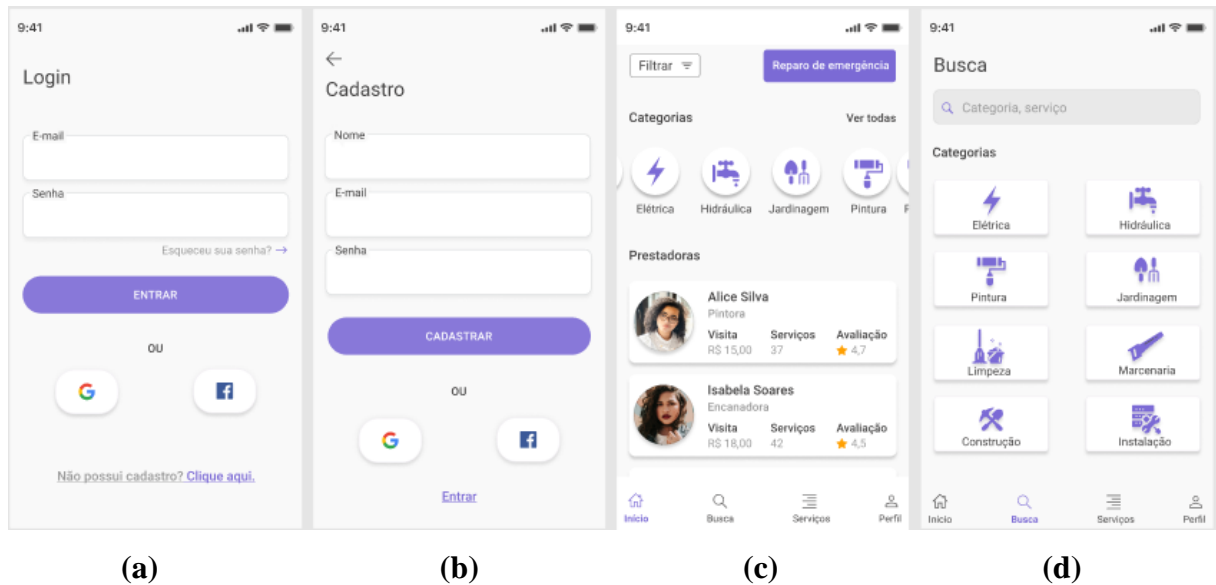 9:41
Login
E-mail
Senha
Esqueceu sua senha? →
ENTRAR
OU
G
f
Não possui cadastro? Clique aqui.
(a)
9:41
←
Cadastro
Nome
E-mail
Senha
CADASTRAR
OU
G
f
Entrar
(b)
9:41
Filtrar
Reparo de emergência
Categorias Ver todas
Elétrica Hidráulica Jardinagem Pintura F
Prestadoras
Alice Silva
Pintora
Visita Serviços Avaliação
R$ 15,00 37 4,7
Isabela Soares
Encanadora
Visita Serviços Avaliação
R$ 18,00 42 4,5
Início Busca Serviços Perfil
(c)
9:41
Busca
Categoria, serviço
Categorias
Elétrica Hidráulica
Pintura Jardinagem
Limpeza Marcenaria
Construção Instalação
Início Busca Serviços Perfil
(d)